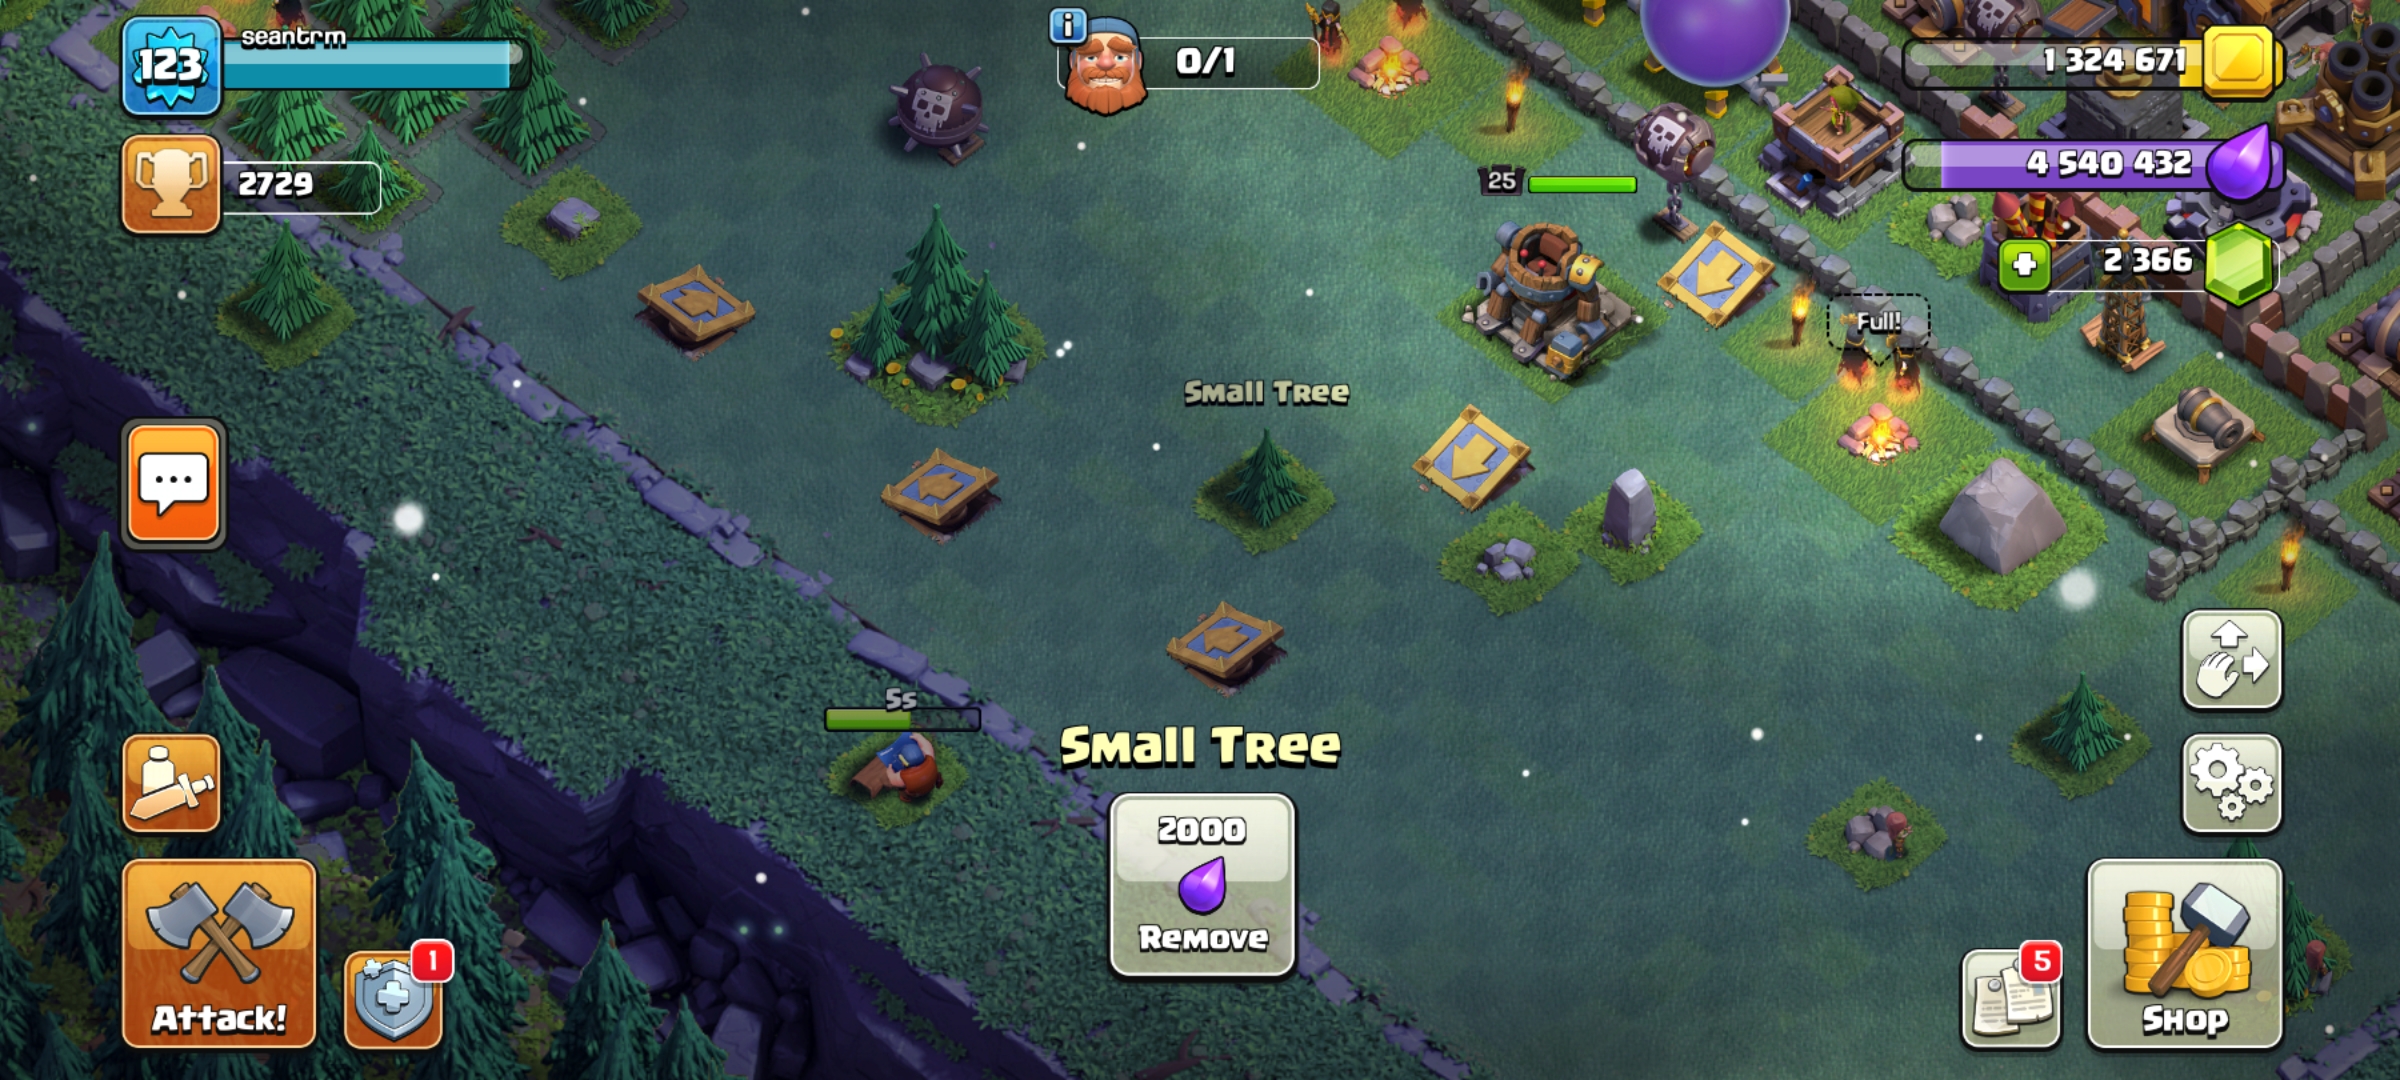 123
seantrm
0/1
1 324 671
4 540 432
2729
25
2 366
Full!
Small Tree
5s
Small Tree
2000
Remove
1
Attack!
5
Shop